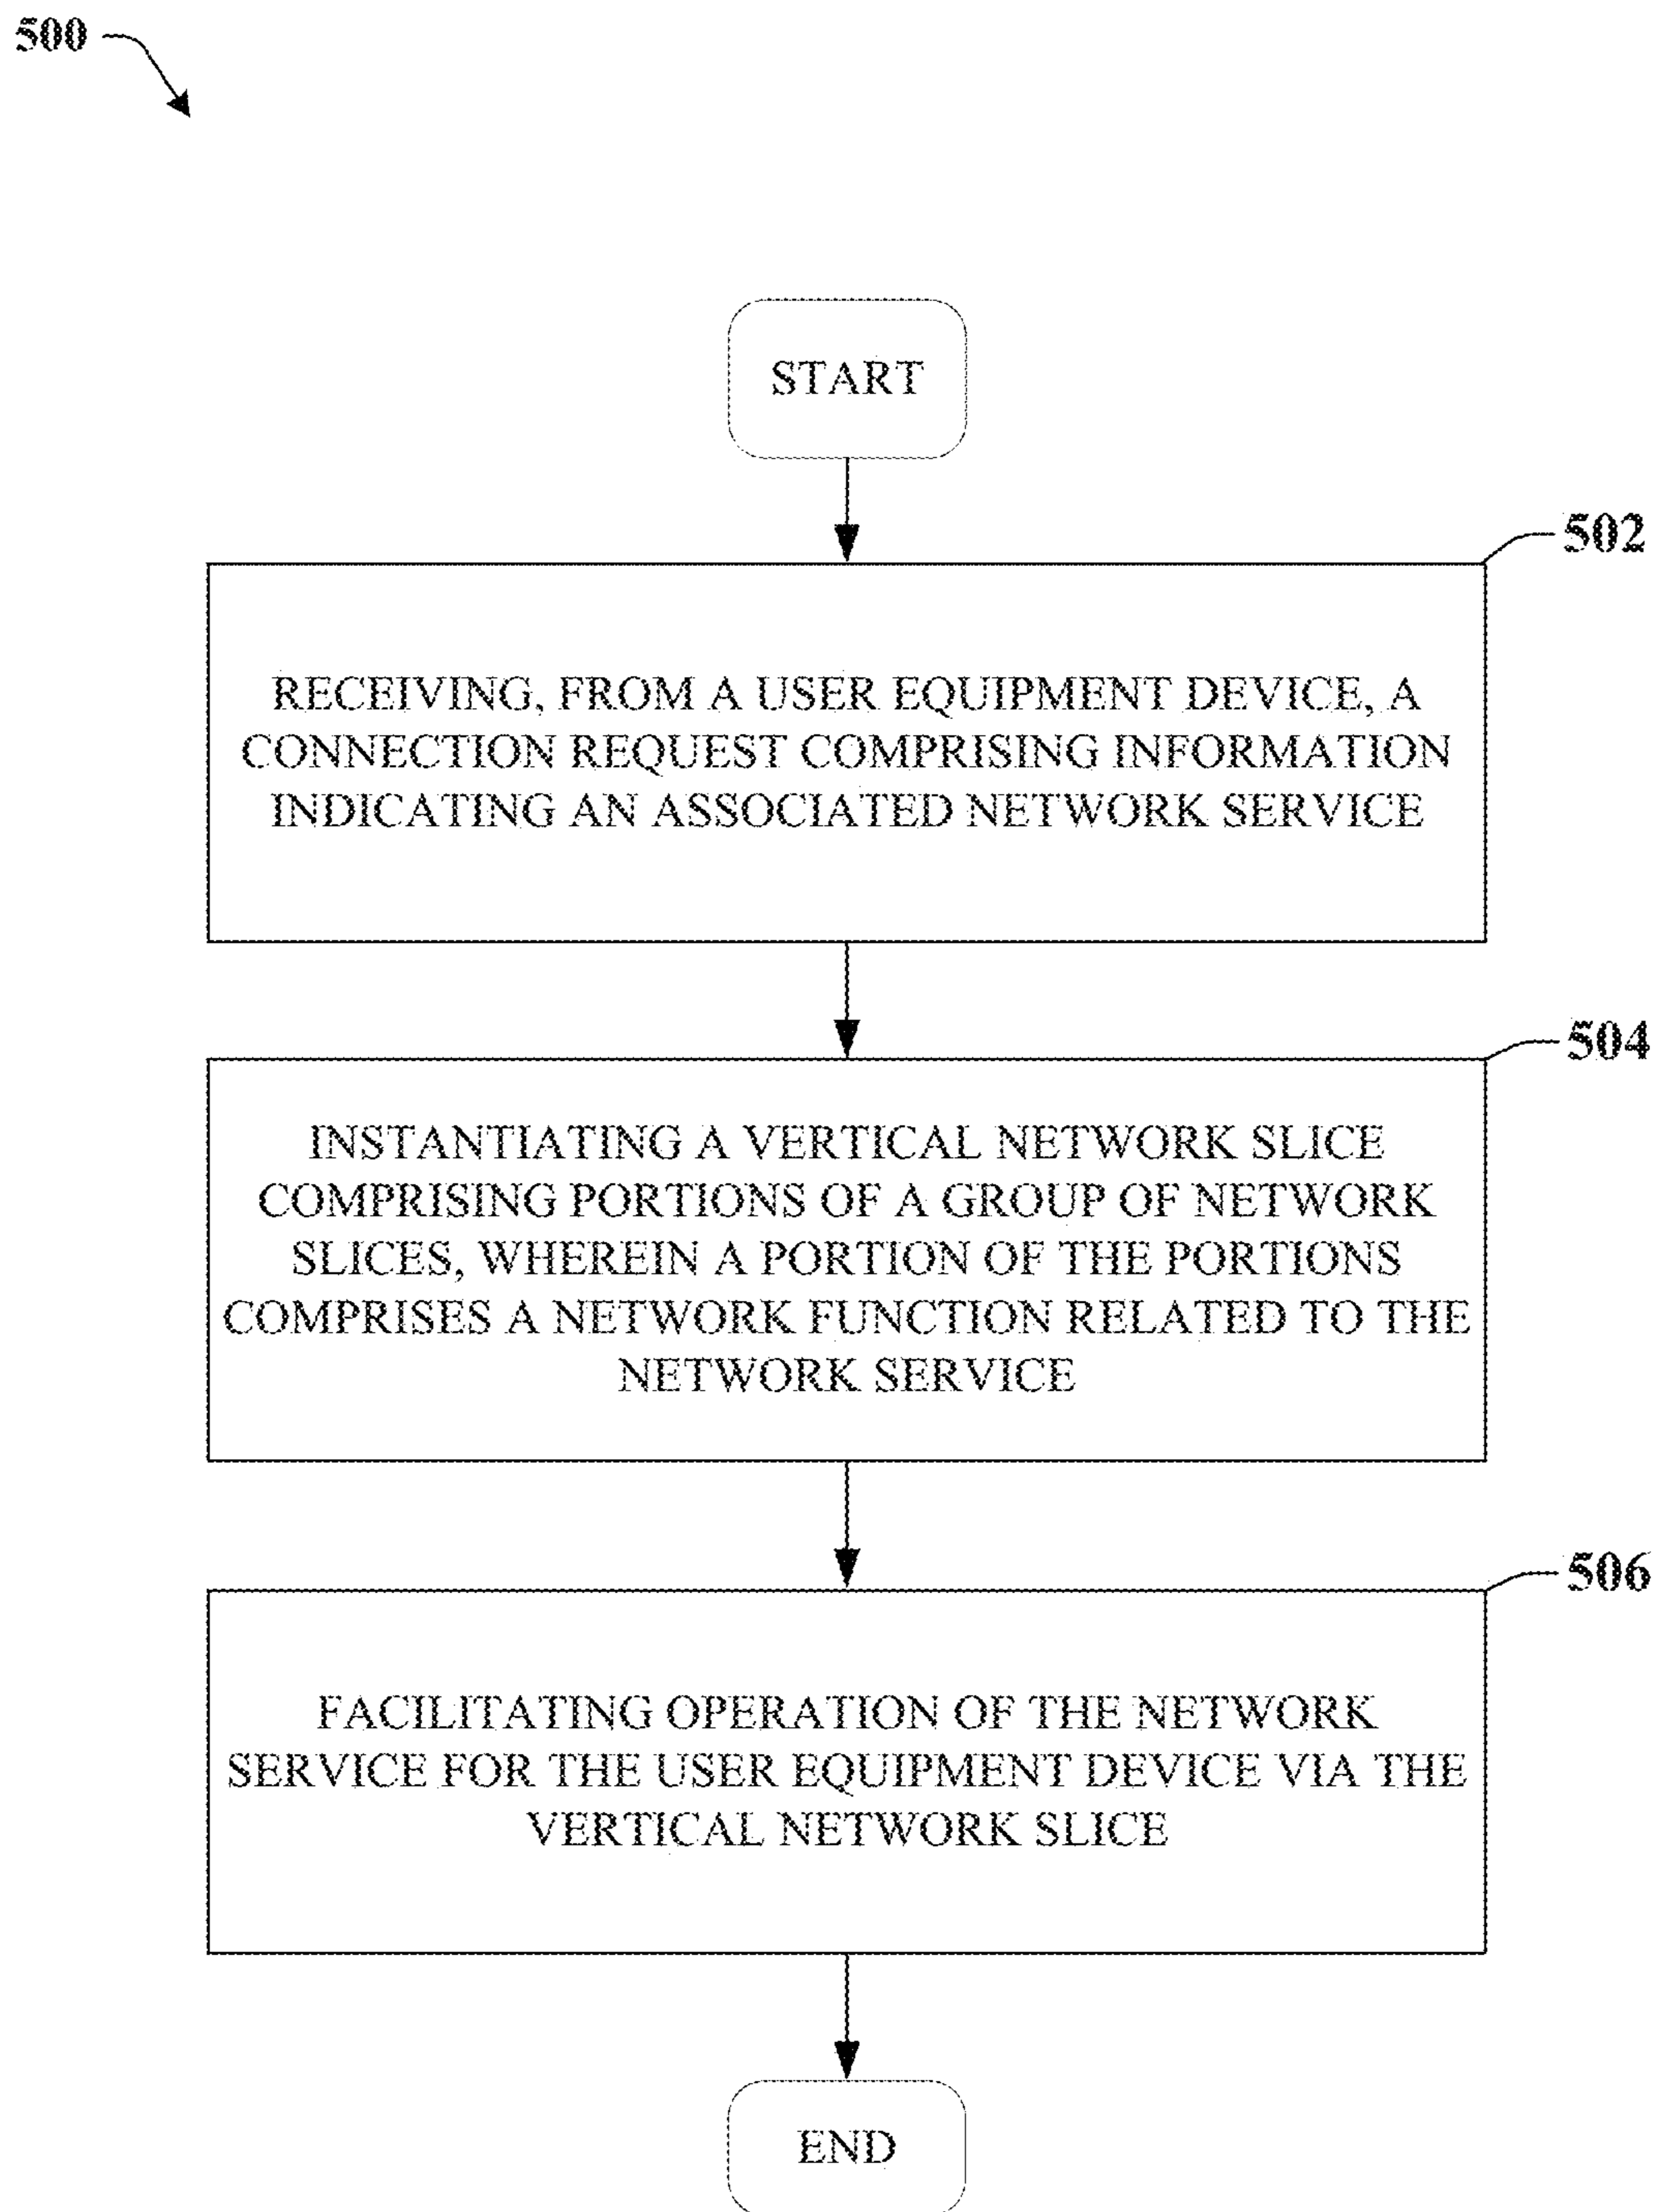 500
START
502
RECEIVING, FROM A USER EQUIPMENT DEVICE, A
CONNECTION REQUEST COMPRISING INFORMATION
INDICATING AN ASSOCIATED NETWORK SERVICE
504
INSTANTIATING A VERTICAL NETWORK SLICE
COMPRISING PORTIONS OF A GROUP OF NETWORK
SLICES, WHEREIN A PORTION OF THE PORTIONS
COMPRISES A NETWORK FUNCTION RELATED TO THE
NETWORK SERVICE
506
FACILITATING OPERATION OF THE NETWORK
SERVICE FOR THE USER EQUIPMENT DEVICE VIA THE
VERTICAL NETWORK SLICE
END